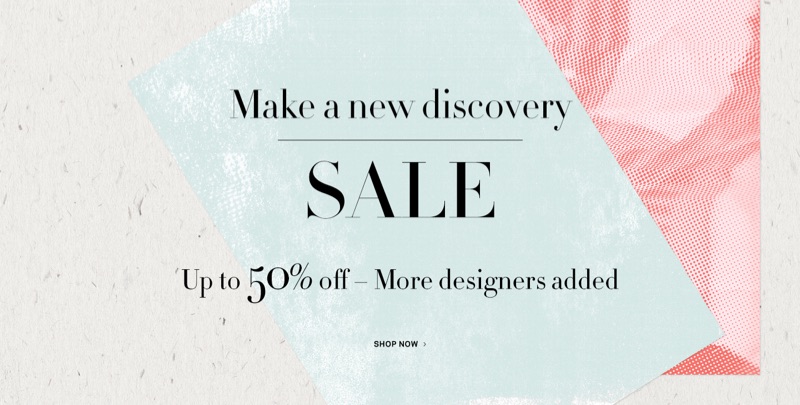 Make a new discovery
SALE
Up to 50% off – More designers added
SHOP NOW ›